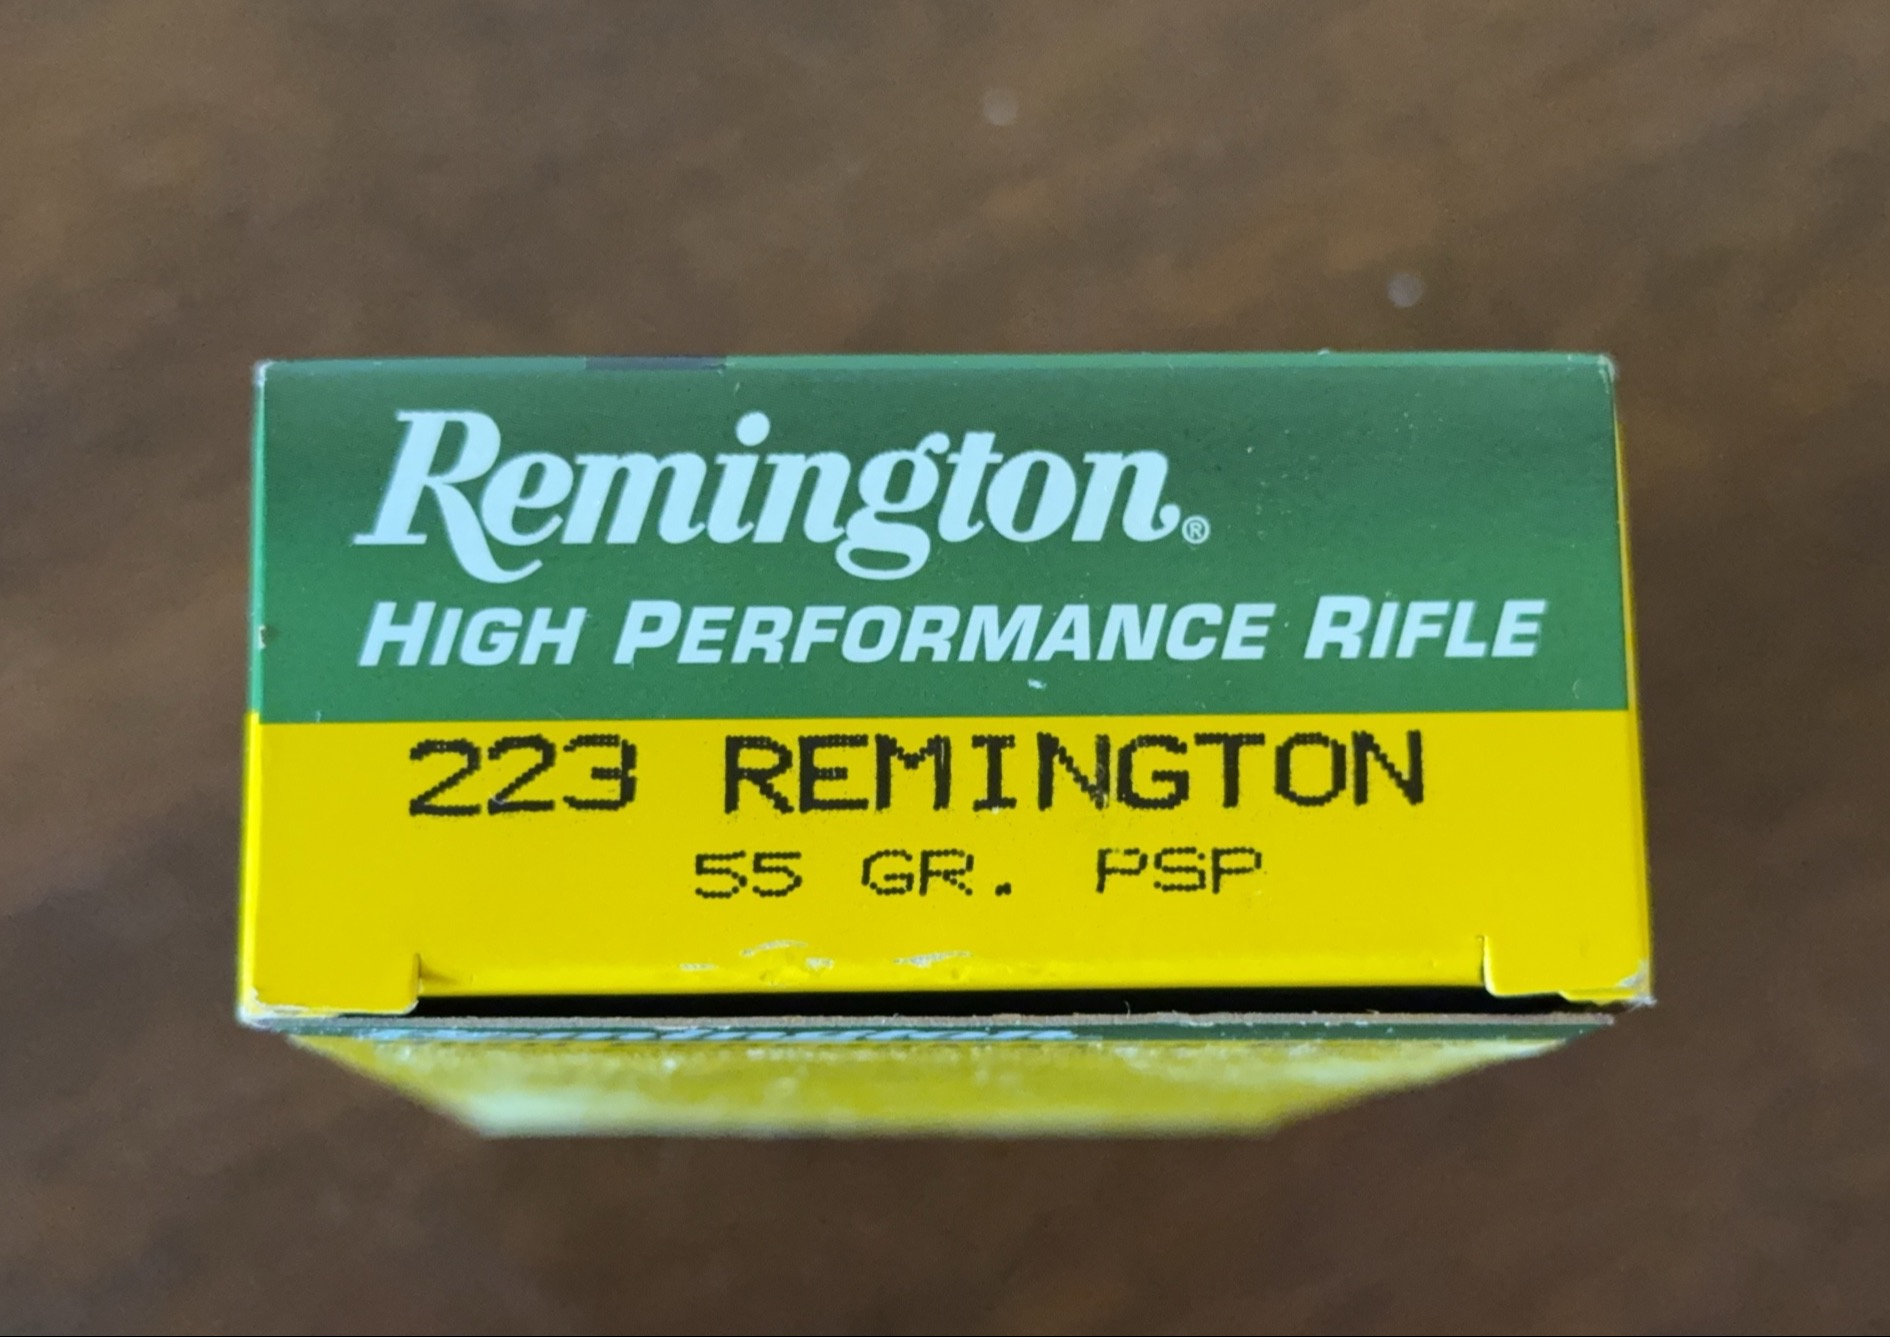 Remington®
HIGH PERFORMANCE RIFLE
223 REMINGTON
55 GR. PSP